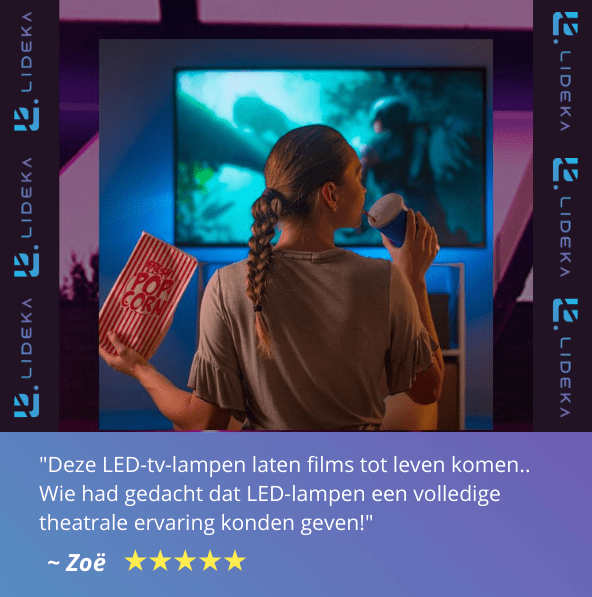 LIDEKA
LIDEKA
LIDEKA
LIDEKA
LIDEKA
LIDEKA
FRESH
POP
CORN
"Deze LED-tv-lampen laten films tot leven komen..
Wie had gedacht dat LED-lampen een volledige
theatrale ervaring konden geven!"
~ Zoë ★★★★★